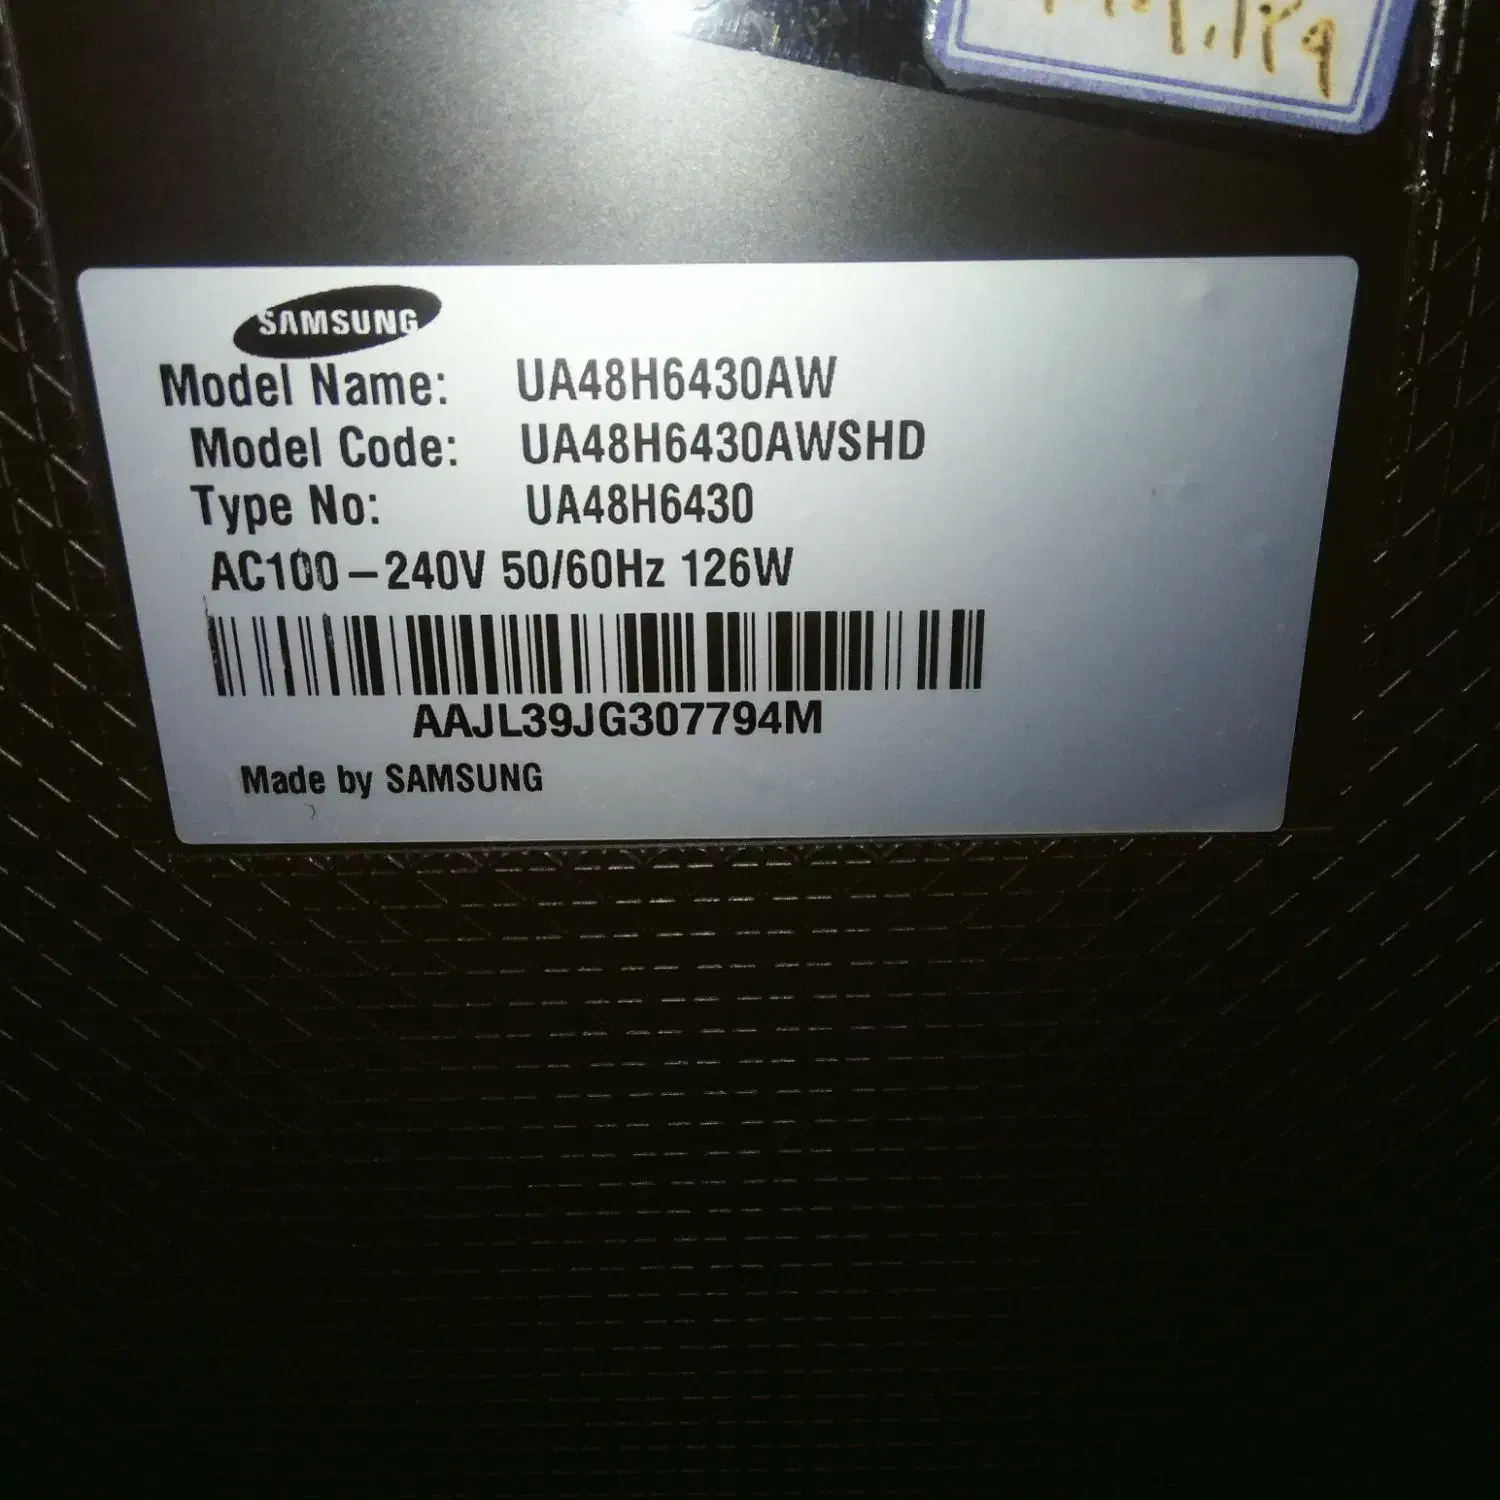 SAMSUNG
Model Name: UA48H6430AW
Model Code: UA48H6430AWSHD
Type No: UA48H6430
AC100-240V 50/60Hz 126W
AAJL39JG307794M
Made by SAMSUNG